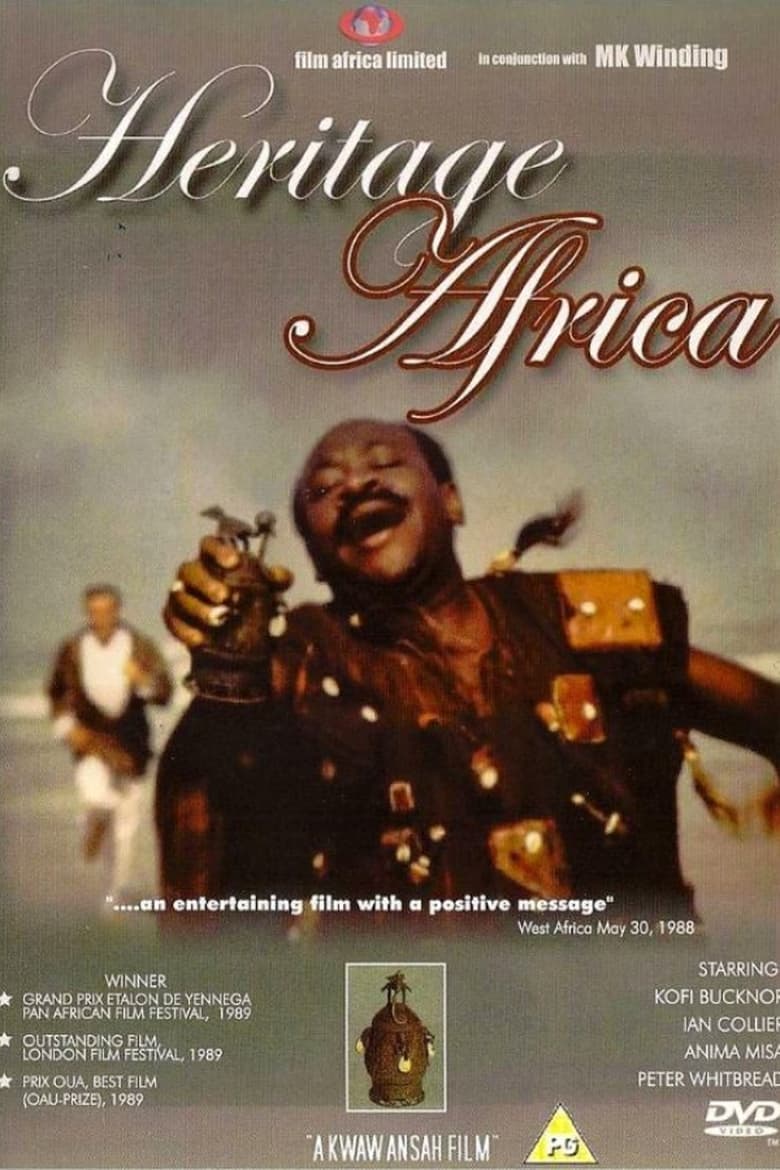 film africa limited
in conjunction with MK Winding
Heritage
Africa
"....an entertaining film with a positive message"
West Africa May 30, 1988
WINNER
GRAND PRIX ETALON DE YENNEGA
PAN AFRICAN FILM FESTIVAL, 1989
OUTSTANDING FILM,
LONDON FILM FESTIVAL, 1989
PRIX OUA, BEST FILM
(OAU-PRIZE), 1989
STARRING
KOFI BUCKNOR
IAN COLLIER
ANIMA MISA
PETER WHITBREAD
"A KWAW ANSAH FILM"
PG
DVD
VIDEO
TM